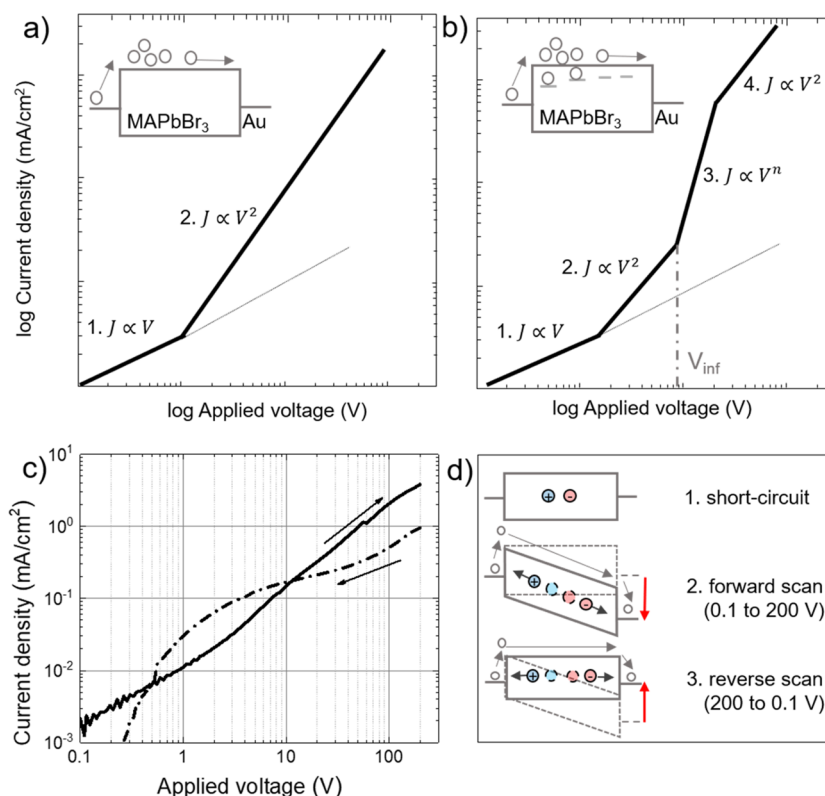 a)
MAPbBr₃
Au
2. J ∝ V²
1. J ∝ V
log Current density (mA/cm²)
log Applied voltage (V)
b)
MAPbBr₃
Au
4. J ∝ V²
3. J ∝ Vⁿ
2. J ∝ V²
1. J ∝ V
V_inf
log Applied voltage (V)
c)
Current density (mA/cm²)
10¹
10⁰
10⁻¹
10⁻²
10⁻³
0.1
1
10
100
Applied voltage (V)
d)
+ -
1. short-circuit
+ -
2. forward scan
(0.1 to 200 V)
+ -
3. reverse scan
(200 to 0.1 V)